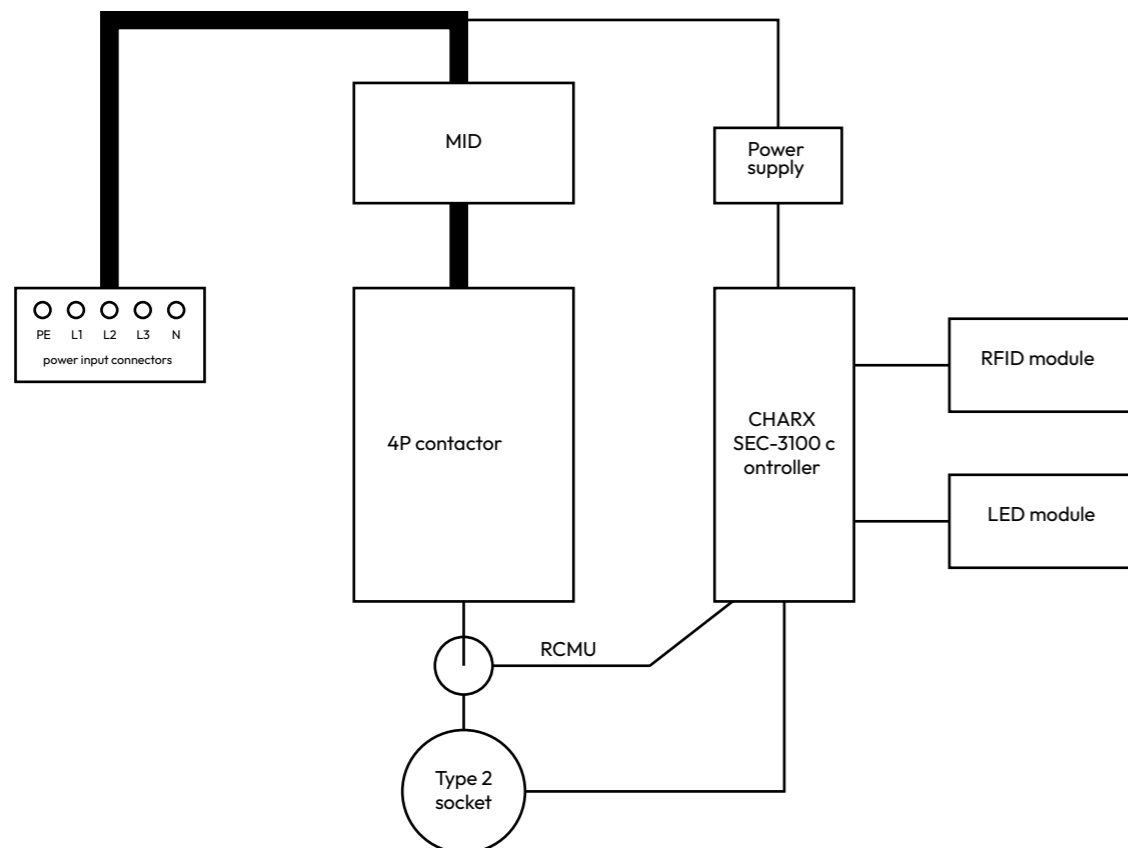 MID
Power
supply
PE L1 L2 L3 N
power input connectors
4P contactor
CHARX
SEC-3100 c
ontroller
RFID module
LED module
RCMU
Type 2
socket